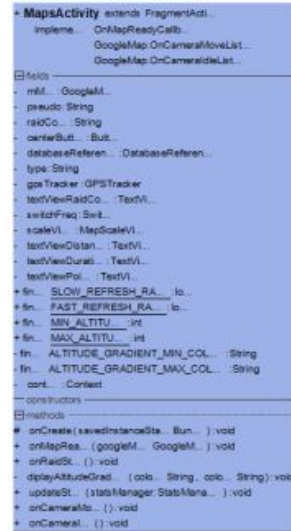 + MapsActivity extends FragmentActi...
impleme... OnMapReadyCallb...
GoogleMap.OnCameraMoveList...
GoogleMap.OnCameraIdleList...
fields
- mM... : GoogleM...
- pseudo: String
- raidCo... : String
- centerButt... : Butt...
- databaseReferen... : DatabaseReferen...
- type: String
- gpsTracker: GPSTracker
- textViewRaidCo... : TextVi...
- switchFreq: Swit...
- scaleVi... : MapScaleVi...
- textViewDistan... : TextVi...
- textViewDurati... : TextVi...
- textViewPoi... : TextVi...
+ fin... SLOW_REFRESH_RA... : lo...
+ fin... FAST_REFRESH_RA... : lo...
+ fin... MIN_ALTITU... : int
+ fin... MAX_ALTITU... : int
- fin... ALTITUDE_GRADIENT_MIN_COL... : String
- fin... ALTITUDE_GRADIENT_MAX_COL... : String
- cont... : Context
constructors
methods
# onCreate( savedInstanceSta... Bun... ): void
+ onMapRea... ( googleM... GoogleM... ): void
- onRaidSt... (): void
- diplayAltitudeGrad... ( colo... String, colo... String): void
+ updateSt... ( statsManager: StatsMana... ): void
+ onCameraMo... (): void
+ onCameraI... (): void